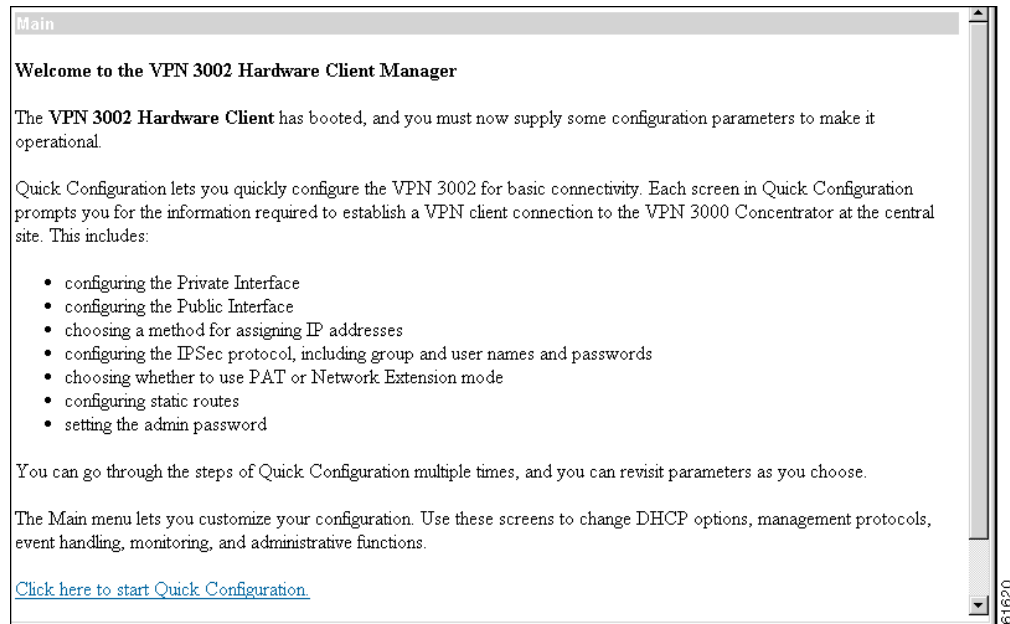 Main
Welcome to the VPN 3002 Hardware Client Manager
The VPN 3002 Hardware Client has booted, and you must now supply some configuration parameters to make it
operational.
Quick Configuration lets you quickly configure the VPN 3002 for basic connectivity. Each screen in Quick Configuration
prompts you for the information required to establish a VPN client connection to the VPN 3000 Concentrator at the central
site. This includes:
• configuring the Private Interface
• configuring the Public Interface
• choosing a method for assigning IP addresses
• configuring the IPSec protocol, including group and user names and passwords
• choosing whether to use PAT or Network Extension mode
• configuring static routes
• setting the admin password
You can go through the steps of Quick Configuration multiple times, and you can revisit parameters as you choose.
The Main menu lets you customize your configuration. Use these screens to change DHCP options, management protocols,
event handling, monitoring, and administrative functions.
Click here to start Quick Configuration.
61620